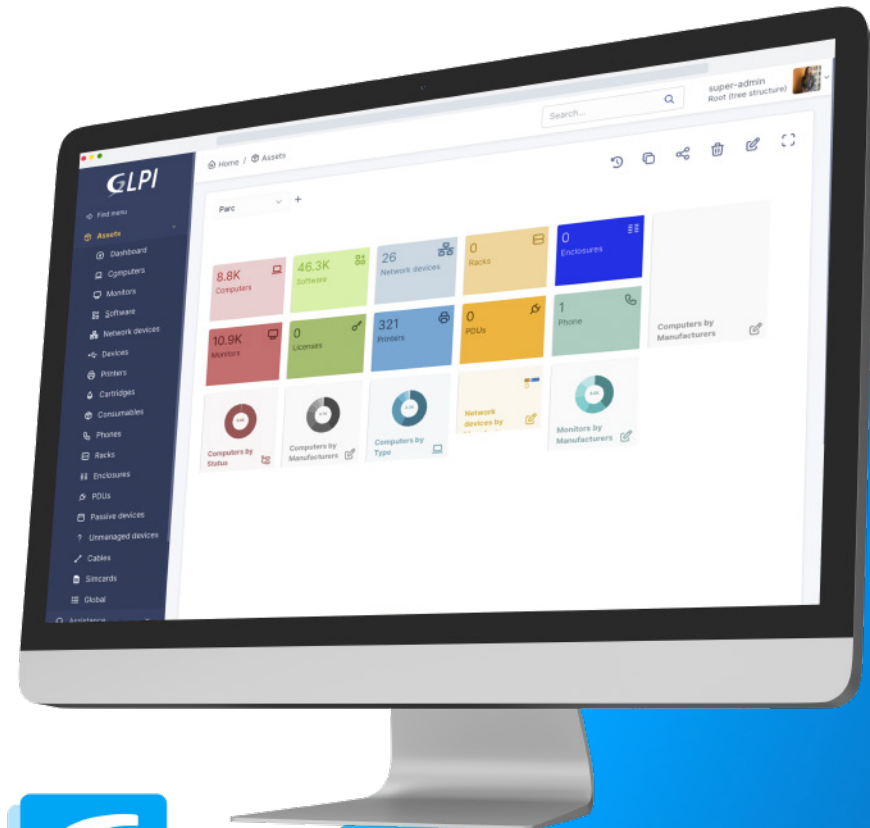 super-admin
Root (tree structure)
Search...
Home / Assets
GLPI
Find menu
Assets
Dashboard
Computers
Monitors
Software
Network devices
Devices
Printers
Cartridges
Consumables
Phones
Racks
Enclosures
PDUs
Passive devices
Unmanaged devices
Cables
Simcards
Global
Assistance
Parc
8.8K
Computers
46.3K
Software
26
Network devices
0
Racks
0
Enclosures
10.9K
Monitors
0
Licenses
321
Printers
0
PDUs
1
Phone
Computers by
Manufacturers
Computers by
Status
Computers by
Manufacturers
Computers by
Type
Network
devices by
Monitors by
Manufacturers